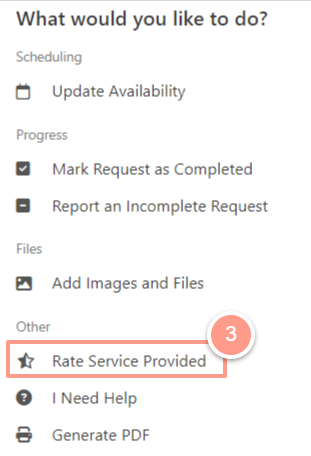 What would you like to do?
Scheduling
Update Availability
Progress
Mark Request as Completed
Report an Incomplete Request
Files
Add Images and Files
Other
3
Rate Service Provided
I Need Help
Generate PDF